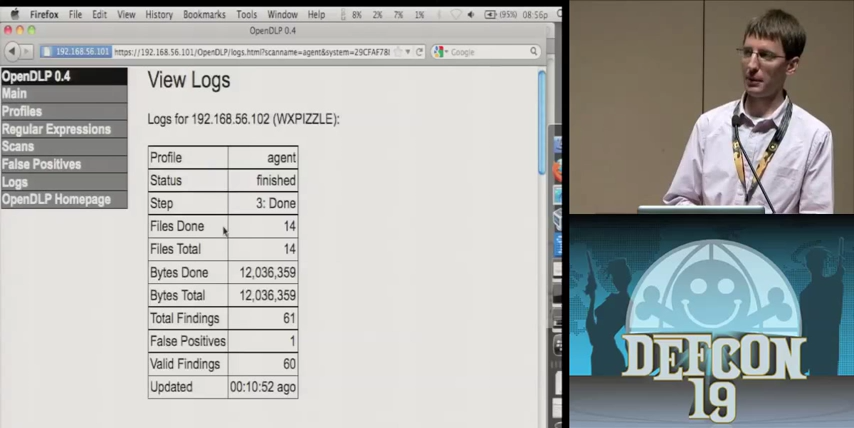 Firefox File Edit View History Bookmarks Tools Window Help 8% 2% 7% 1% (95%) 08:56p
OpenDLP 0.4
192.168.56.101 https://192.168.56.101/OpenDLP/logs.html?scanname=agent&system=29CFAF78 Google
OpenDLP 0.4
Main
Profiles
Regular Expressions
Scans
False Positives
Logs
OpenDLP Homepage
View Logs
Logs for 192.168.56.102 (WXPIZZLE):
Profile agent
Status finished
Step 3: Done
Files Done 14
Files Total 14
Bytes Done 12,036,359
Bytes Total 12,036,359
Total Findings 61
False Positives 1
Valid Findings 60
Updated 00:10:52 ago
DEFCON
19